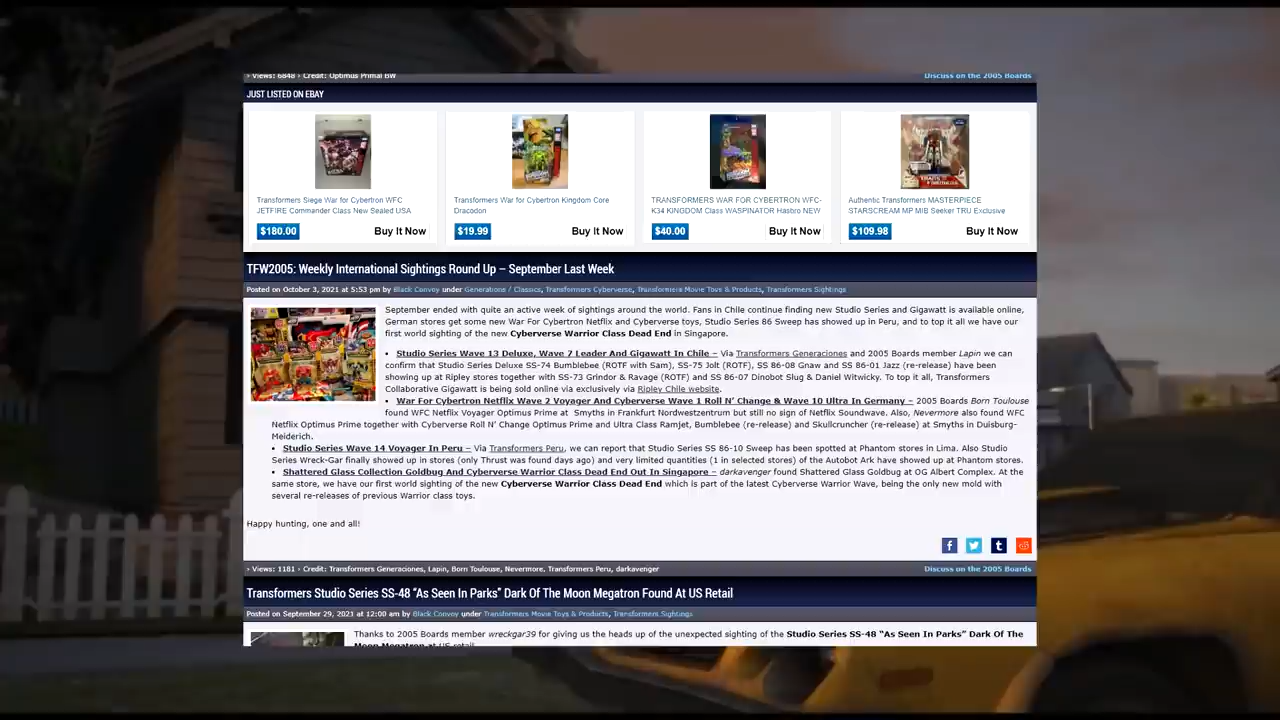 › Views: 6848 › Credit: Optimus Primal BW
Discuss on the 2005 Boards
JUST LISTED ON EBAY
Transformers Siege War for Cybertron WFC JETFIRE Commander Class New Sealed USA
$180.00 Buy It Now
Transformers War for Cybertron Kingdom Core Dracodon
$19.99 Buy It Now
TRANSFORMERS WAR FOR CYBERTRON WFC-K34 KINGDOM Class WASPINATOR Hasbro NEW
$40.00 Buy It Now
Authentic Transformers MASTERPIECE STARSCREAM MP MIB Seeker TRU Exclusive
$109.98 Buy It Now
TFW2005: Weekly International Sightings Round Up – September Last Week
Posted on October 3, 2021 at 5:53 pm by Black Convoy under Generations / Classics, Transformers Cyberverse, Transformers Movie Toys & Products, Transformers Sightings
September ended with quite an active week of sightings around the world. Fans in Chile continue finding new Studio Series and Gigawatt is available online,
German stores get some new War For Cybertron Netflix and Cyberverse toys, Studio Series 86 Sweep has showed up in Peru, and to top it all we have our
first world sighting of the new Cyberverse Warrior Class Dead End in Singapore.
• Studio Series Wave 13 Deluxe, Wave 7 Leader And Gigawatt In Chile – Via Transformers Generaciones and 2005 Boards member Lapin we can
confirm that Studio Series Deluxe SS-74 Bumblebee (ROTF with Sam), SS-75 Jolt (ROTF), SS 86-08 Gnaw and SS 86-01 Jazz (re-release) have been
showing up at Ripley stores together with SS-73 Grindor & Ravage (ROTF) and SS 86-07 Dinobot Slug & Daniel Witwicky. To top it all, Transformers
Collaborative Gigawatt is being sold online via exclusively via Ripley Chile website.
• War For Cybertron Netflix Wave 2 Voyager And Cyberverse Wave 1 Roll N' Change & Wave 10 Ultra In Germany – 2005 Boards Born Toulouse
found WFC Netflix Voyager Optimus Prime at Smyths in Frankfurt Nordwestzentrum but still no sign of Netflix Soundwave. Also, Nevermore also found WFC
Netflix Optimus Prime together with Cyberverse Roll N' Change Optimus Prime and Ultra Class Ramjet, Bumblebee (re-release) and Skullcruncher (re-release) at Smyths in Duisburg-
Meiderich.
• Studio Series Wave 14 Voyager In Peru – Via Transformers Peru, we can report that Studio Series SS 86-10 Sweep has been spotted at Phantom stores in Lima. Also Studio
Series Wreck-Gar finally showed up in stores (only Thrust was found days ago) and very limited quantities (1 in selected stores) of the Autobot Ark have showed up at Phantom stores.
• Shattered Glass Collection Goldbug And Cyberverse Warrior Class Dead End Out In Singapore – darkavenger found Shattered Glass Goldbug at OG Albert Complex. At the
same store, we have our first world sighting of the new Cyberverse Warrior Class Dead End which is part of the latest Cyberverse Warrior Wave, being the only new mold with
several re-releases of previous Warrior class toys.
Happy hunting, one and all!
› Views: 1181 › Credit: Transformers Generaciones, Lapin, Born Toulouse, Nevermore, Transformers Peru, darkavenger
Discuss on the 2005 Boards
Transformers Studio Series SS-48 “As Seen In Parks” Dark Of The Moon Megatron Found At US Retail
Posted on September 29, 2021 at 12:00 am by Black Convoy under Transformers Movie Toys & Products, Transformers Sightings
Thanks to 2005 Boards member wreckgar39 for giving us the heads up of the unexpected sighting of the Studio Series SS-48 “As Seen In Parks” Dark Of The
Moon Megatron at US retail.